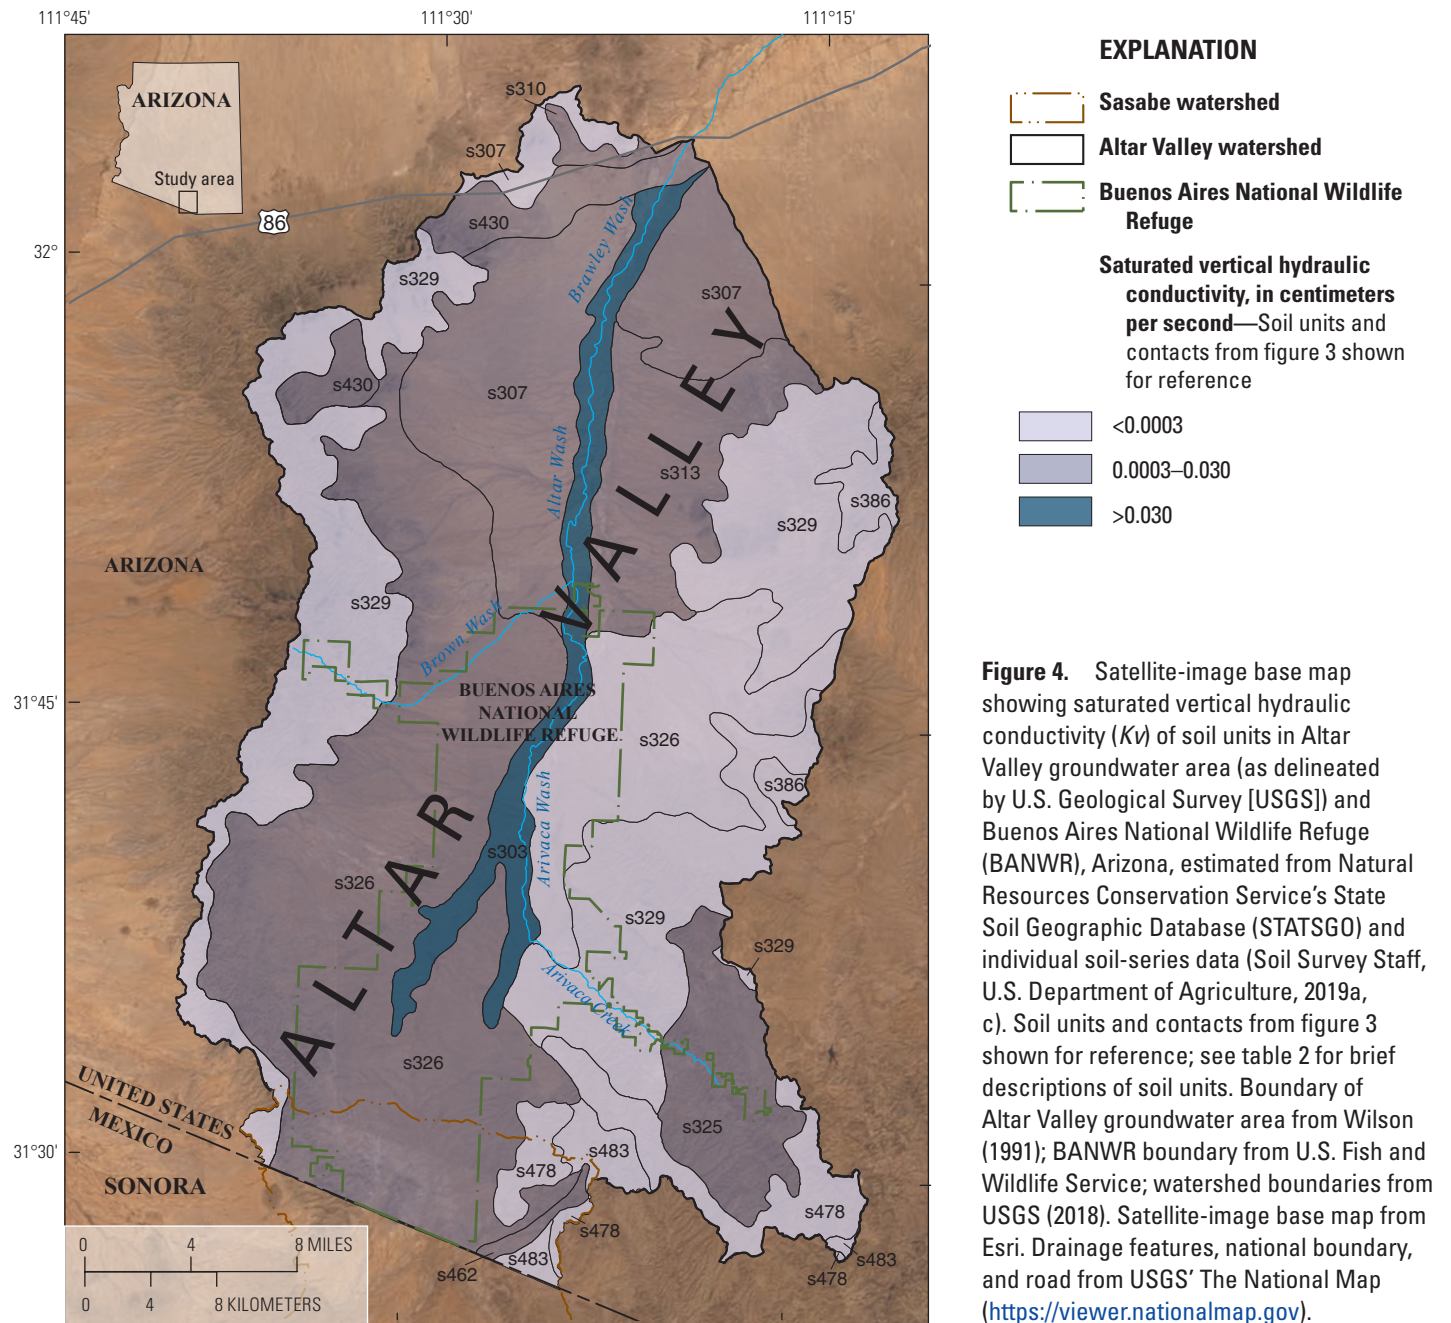 111°45'
111°30'
111°15'
32°
31°45'
31°30'
ARIZONA
Study area
86
s310
s307
s430
s329
s430
s307
s307
s313
s329
s386
s329
s326
s386
s303
s326
s329
s329
s326
s325
s483
s478
s478
s483
s462
s478
s478
s483
Brawley Wash
Altar Wash
Brown Wash
Arivaca Wash
Arivaca Creek
ALTAR VALLEY
BUENOS AIRES
NATIONAL
WILDLIFE REFUGE
ARIZONA
UNITED STATES
MEXICO
SONORA
0 4 8 MILES
0 4 8 KILOMETERS
EXPLANATION
Sasabe watershed
Altar Valley watershed
Buenos Aires National Wildlife
Refuge
Saturated vertical hydraulic
conductivity, in centimeters
per second—Soil units and
contacts from figure 3 shown
for reference
<0.0003
0.0003–0.030
>0.030
Figure 4. Satellite-image base map
showing saturated vertical hydraulic
conductivity (Kv) of soil units in Altar
Valley groundwater area (as delineated
by U.S. Geological Survey [USGS]) and
Buenos Aires National Wildlife Refuge
(BANWR), Arizona, estimated from Natural
Resources Conservation Service's State
Soil Geographic Database (STATSGO) and
individual soil-series data (Soil Survey Staff,
U.S. Department of Agriculture, 2019a,
c). Soil units and contacts from figure 3
shown for reference; see table 2 for brief
descriptions of soil units. Boundary of
Altar Valley groundwater area from Wilson
(1991); BANWR boundary from U.S. Fish and
Wildlife Service; watershed boundaries from
USGS (2018). Satellite-image base map from
Esri. Drainage features, national boundary,
and road from USGS' The National Map
(https://viewer.nationalmap.gov).